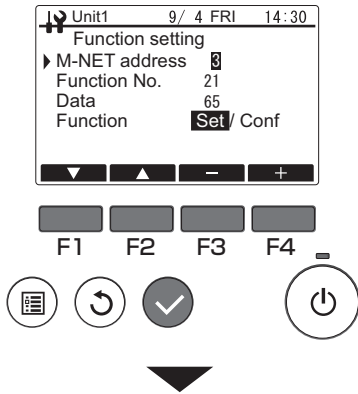 Unit1 9/ 4 FRI 14:30
Function setting
M-NET address 3
Function No. 21
Data 65
Function Set / Conf
− +
F1 F2 F3 F4